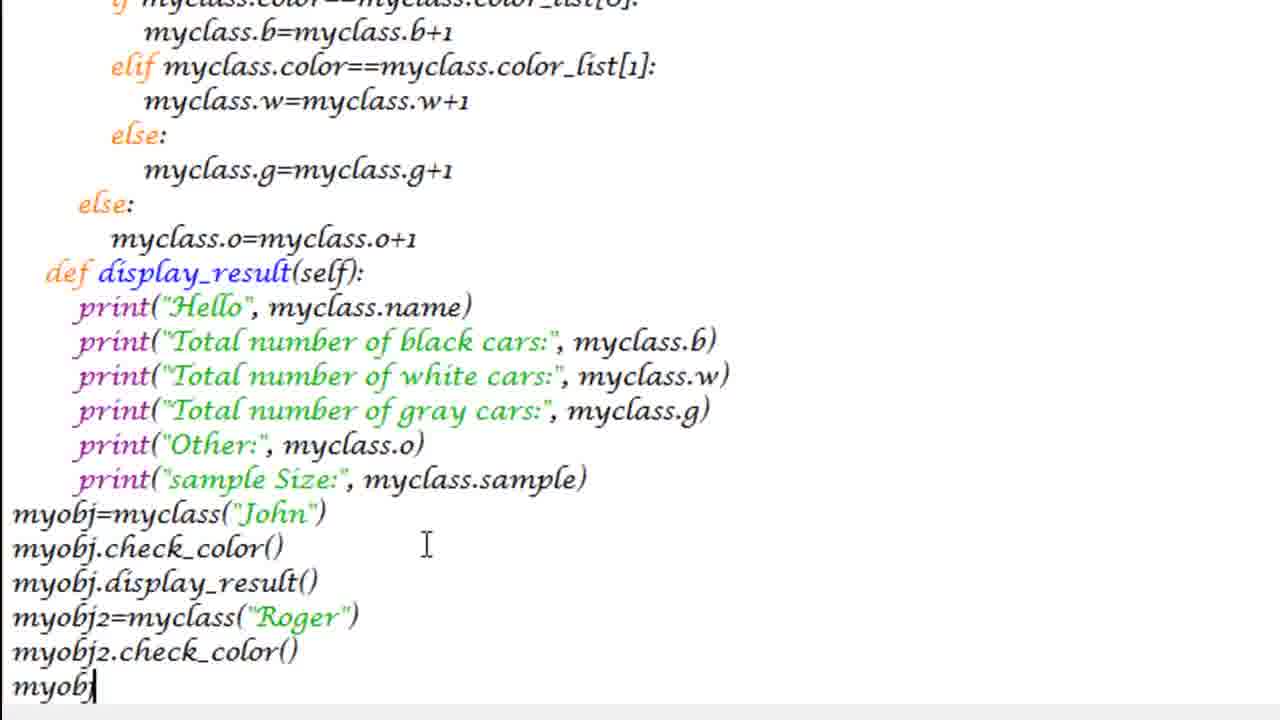 if myclass.color==myclass.color_list[0]:
myclass.b=myclass.b+1
elif myclass.color==myclass.color_list[1]:
myclass.w=myclass.w+1
else:
myclass.g=myclass.g+1
else:
myclass.o=myclass.o+1
def display_result(self):
print("Hello", myclass.name)
print("Total number of black cars:", myclass.b)
print("Total number of white cars:", myclass.w)
print("Total number of gray cars:", myclass.g)
print("Other:", myclass.o)
print("sample Size:", myclass.sample)
myobj=myclass("John")
myobj.check_color()
myobj.display_result()
myobj2=myclass("Roger")
myobj2.check_color()
myobj